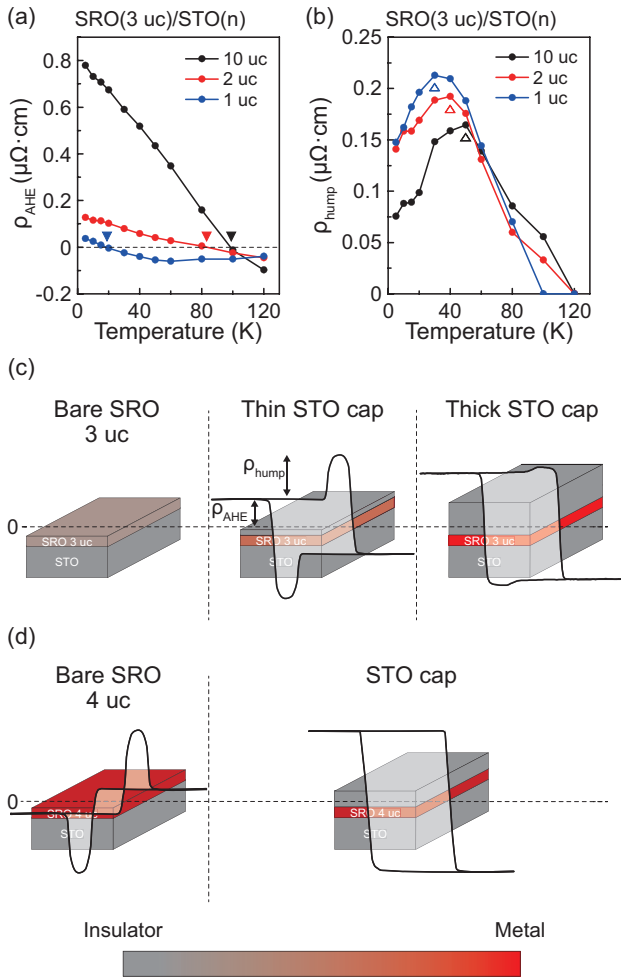 (a)
SRO(3 uc)/STO(n)
10 uc
2 uc
1 uc
0.8
0.6
0.4
0.2
0
-0.2
ρAHE (μΩ·cm)
0 40 80 120
Temperature (K)
(b)
SRO(3 uc)/STO(n)
10 uc
2 uc
1 uc
0.25
0.20
0.15
0.10
0.05
0
ρhump (μΩ·cm)
0 40 80 120
Temperature (K)
(c)
Bare SRO
3 uc
Thin STO cap
Thick STO cap
ρhump
ρAHE
0
SRO 3 uc
STO
SRO 3 uc
STO
SRO 3 uc
STO
(d)
Bare SRO
4 uc
STO cap
0
SRO 4 uc
STO
SRO 4 uc
STO
Insulator
Metal